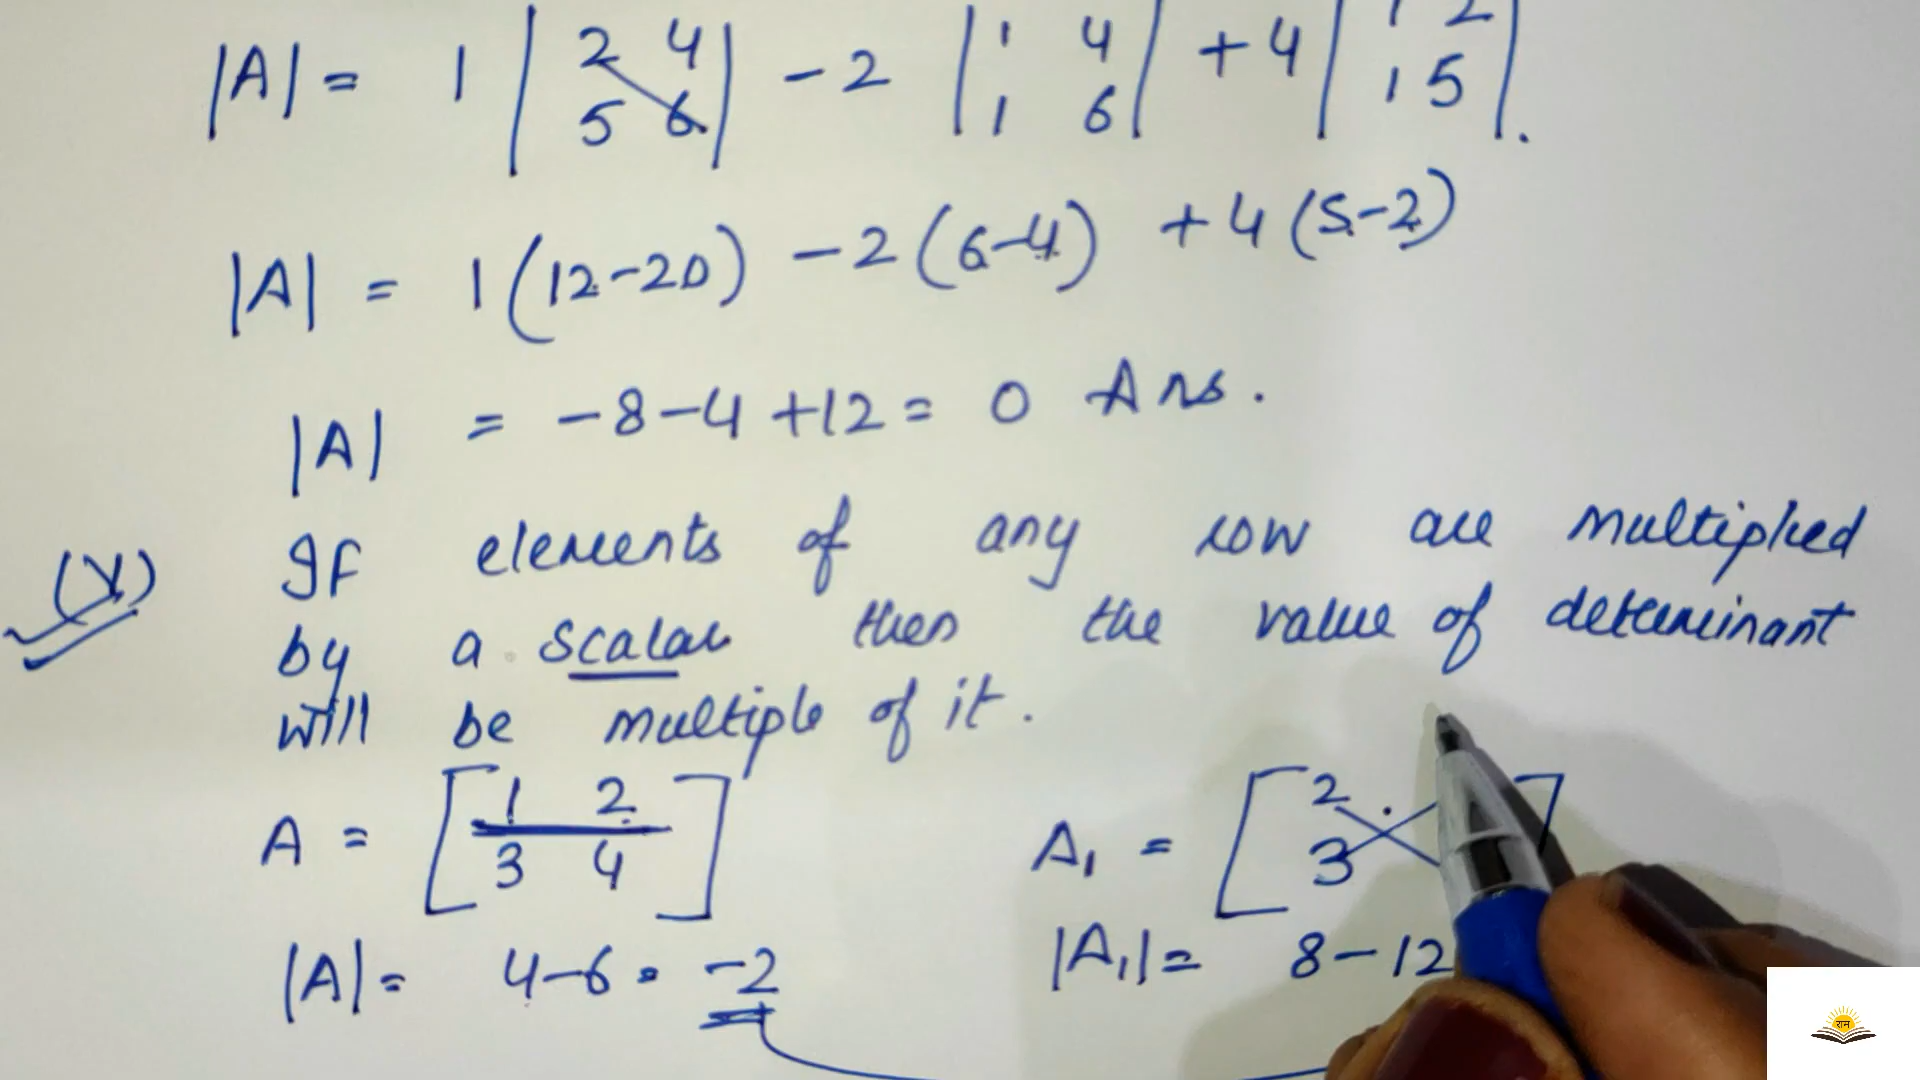 |A| = 1 | 2 4 | - 2 | 1 4 | + 4 | 1 2 |
5 6 1 6 1 5 .
|A| = 1 (12-20) - 2 (6-4) + 4 (5-2)
|A| = -8-4+12 = 0 Ans.
(X) If elements of any row are multiplied
by a scalar then the value of determinant
will be multiple of it.
A = [ 1 2 ] A1 = [ 2 ]
3 4 3
|A| = 4-6 = -2 |A1| = 8-12
राम